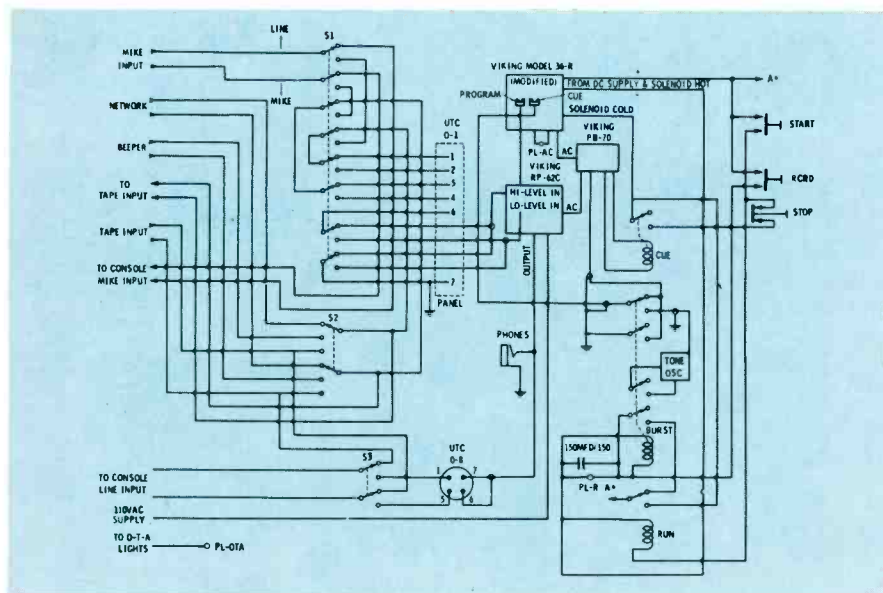 LINE
S1
MIKE
INPUT
MIKE
NETWORK
BEEPER
TO
TAPE INPUT
TAPE INPUT
TO CONSOLE
MIKE INPUT
S2
UTC
O-1
1
2
5
4
6
7
PANEL
VIKING MODEL 36-R
(MODIFIED)
PROGRAM
CUE
FROM DC SUPPLY & SOLENOID HOT
SOLENOID COLD
A+
START
RCRD
STOP
PL-AC
AC
VIKING
PB-70
VIKING
RP-62C
HI-LEVEL IN
LO-LEVEL IN
AC
OUTPUT
CUE
PHONES
TONE
OSC
BURST
150MFD/150
PL-R A+
RUN
S3
UTC
O-8
1
7
5
6
TO CONSOLE
LINE INPUT
110VAC
SUPPLY
TO O-T-A
LIGHTS
PL-OTA